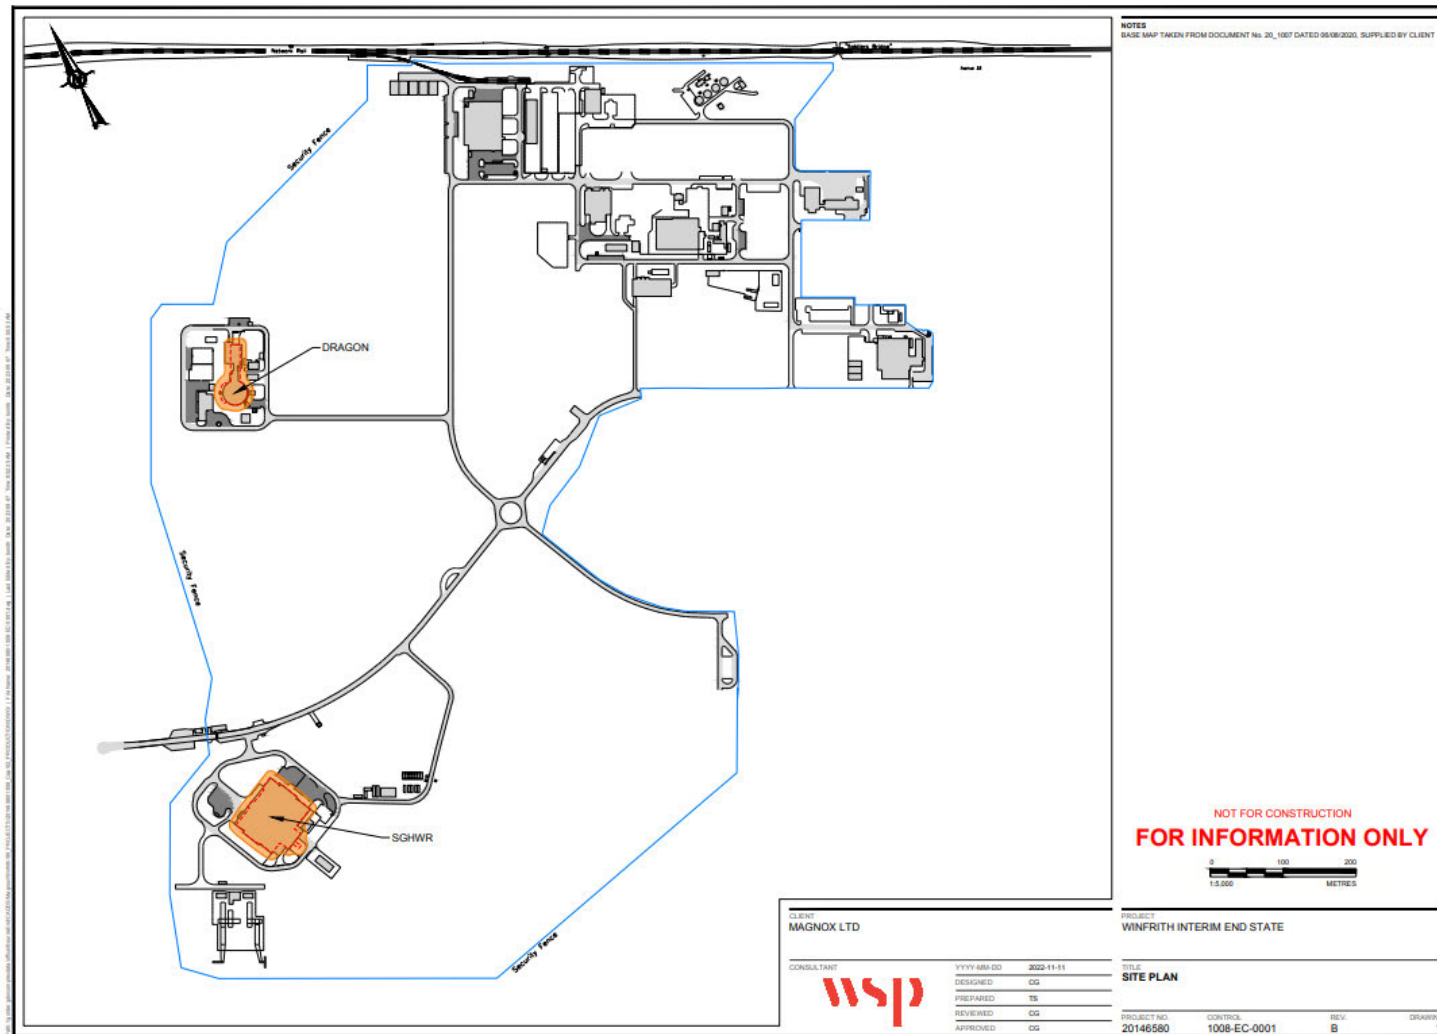 NOTES
BASE MAP TAKEN FROM DOCUMENT No. 20_1007 DATED 06/08/2020, SUPPLIED BY CLIENT
Network Rail
Security Fence
DRAGON
Security Fence
SGHWR
Security Fence
NOT FOR CONSTRUCTION
FOR INFORMATION ONLY
0 100 200
1:5,000 METRES
CLIENT
MAGNOX LTD
PROJECT
WINFRITH INTERIM END STATE
CONSULTANT
wsp
YYYY-MM-DD 2022-11-11
DESIGNED CG
PREPARED TS
REVIEWED CG
APPROVED CG
TITLE
SITE PLAN
PROJECT NO. CONTROL REV.
20146580 1008-EC-0001 B